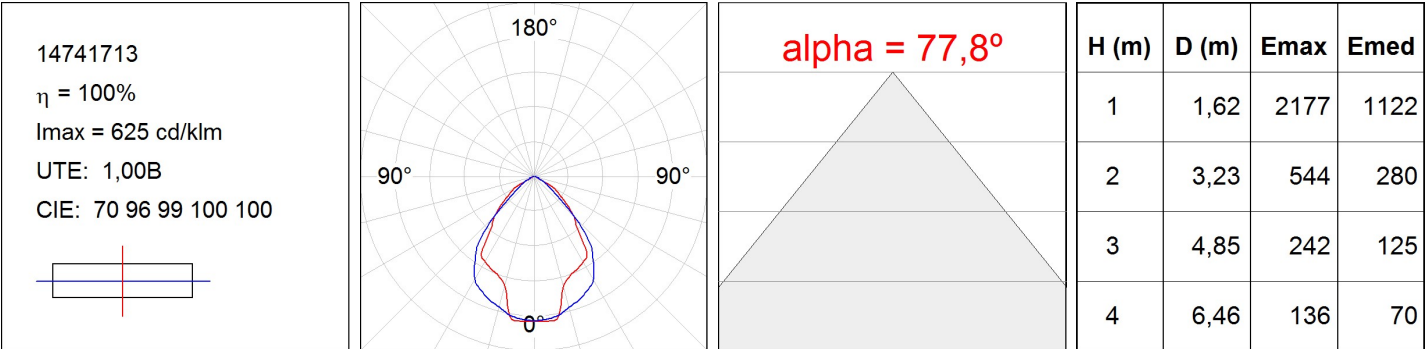 14741713
η = 100%
Imax = 625 cd/klm
UTE:  1,00B
CIE:  70 96 99 100 100
180°
90°
90°
0°
alpha = 77,8º
H (m) D (m) Emax Emed
1 1,62 2177 1122
2 3,23 544 280
3 4,85 242 125
4 6,46 136 70